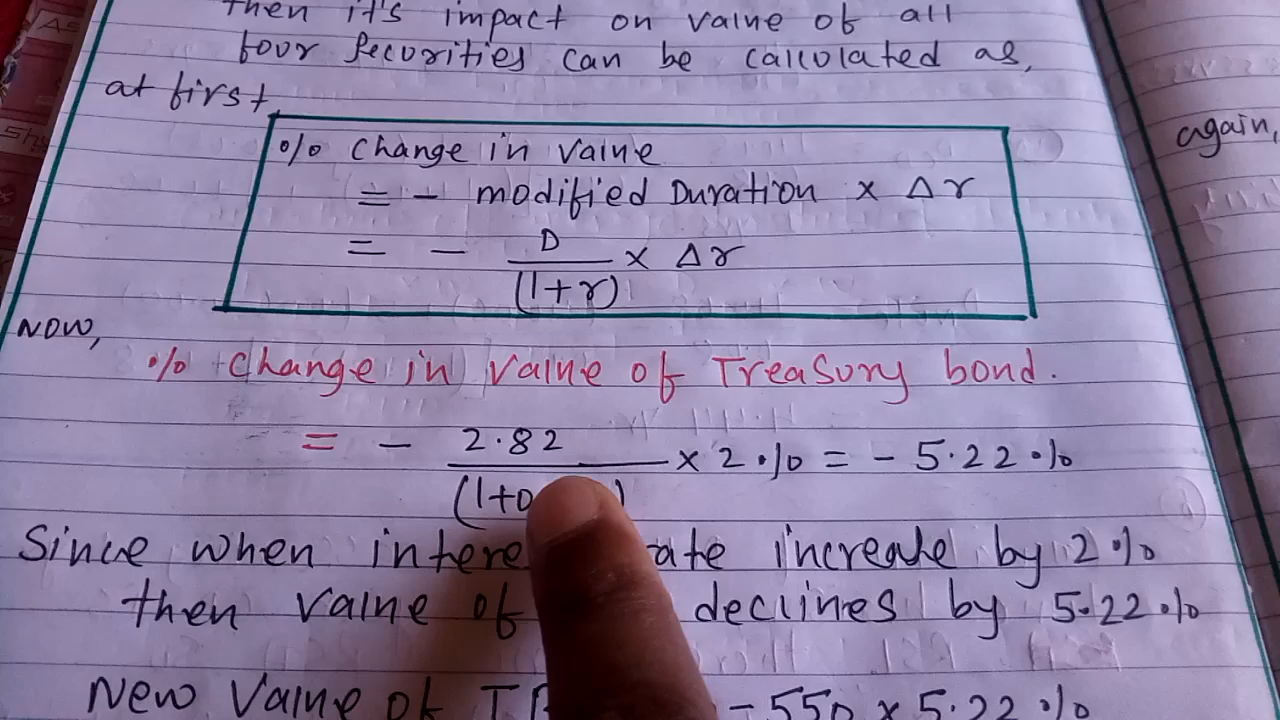 then it's impact on value of all
four securities can be calculated as,
at first,
% change in value
= - modified Duration × Δr
= - D / (1+r) × Δr
again,
Now,
% change in value of Treasury bond.
= - 2.82 / (1+0 ) × 2% = - 5.22%
Since when intere ate increase by 2%
then value of declines by 5.22%
New Value of - 550 × 5.22%